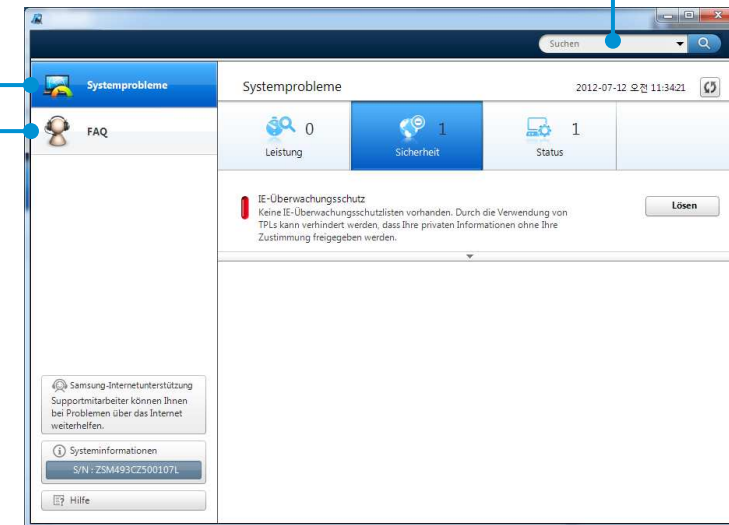 Suchen
Systemprobleme
FAQ
Systemprobleme
2012-07-12 오전 11:34:21
0
Leistung
1
Sicherheit
1
Status
IE-Überwachungsschutz
Keine IE-Überwachungsschutzlisten vorhanden. Durch die Verwendung von
TPLs kann verhindert werden, dass Ihre privaten Informationen ohne Ihre
Zustimmung freigegeben werden.
Lösen
Samsung-Internetunterstützung
Supportmitarbeiter können Ihnen
bei Problemen über das Internet
weiterhelfen.
Systeminformationen
S/N : ZSM493CZ500107L
Hilfe